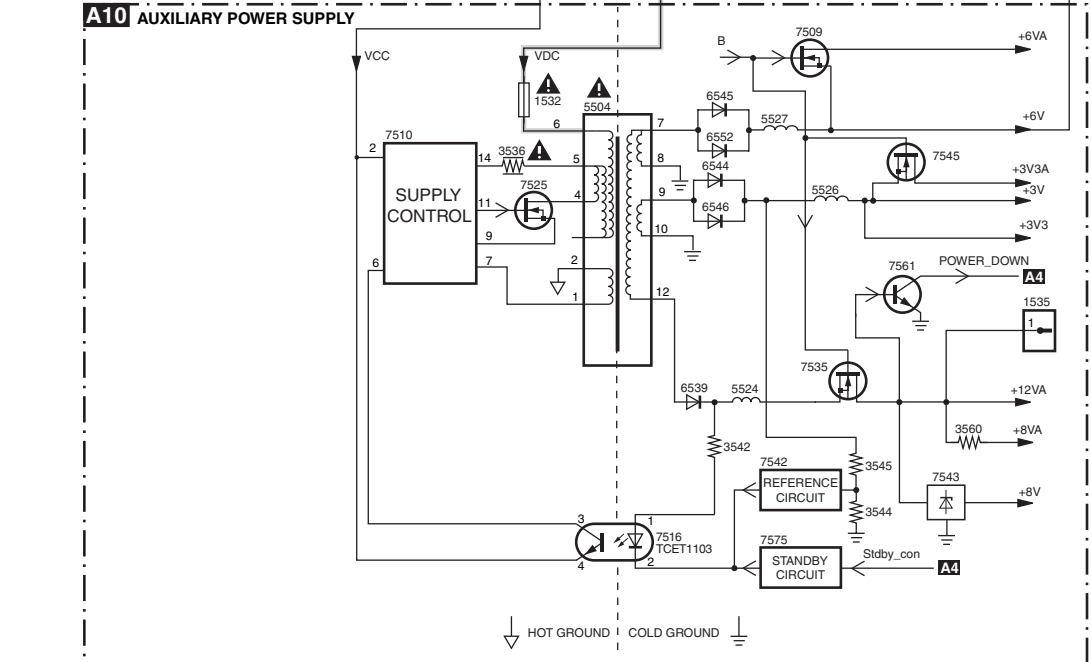 A10 AUXILIARY POWER SUPPLY
B
7509
+6VA
VCC
VDC
1532
5504
6545
5527
+6V
6
7
7510
2
14
3536
6552
8
7545
5
6544
7525
+3V3A
SUPPLY
CONTROL
4
9
5526
+3V
11
6546
9
10
+3V3
6
7
2
7561
POWER_DOWN
A4
1
12
1535
1
7535
6539
5524
+12VA
3542
3560
+8VA
7542
3545
REFERENCE
CIRCUIT
7543
3544
+8V
3
1
7516
TCET1103
7575
4
2
STANDBY
CIRCUIT
Stdby_con
A4
HOT GROUND
COLD GROUND